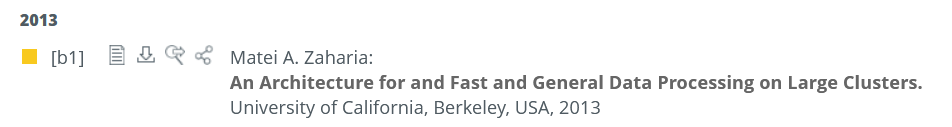 2013
[b1]
Matei A. Zaharia:
An Architecture for and Fast and General Data Processing on Large Clusters.
University of California, Berkeley, USA, 2013